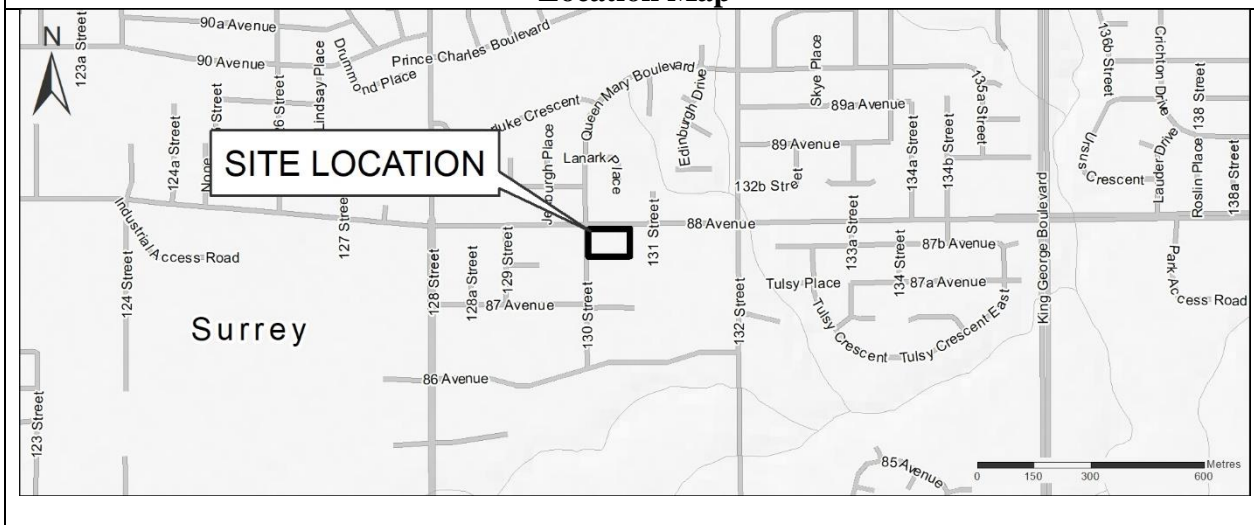 Location Map
N
123a Street
90a Avenue
90 Avenue
Drummond Place
Prince Charles Boulevard
Lindsay Place
26 Street
124a Street
Street
uke Crescent
Queen Mary Boulevard
Edinburgh Drive
Lanark Place
Skye Place
89a Avenue
89 Avenue
132b Street
135a Street
136b Street
Crichton Drive
138 Street
Ursus Crescent
Lauder Drive
Roslin Place
138a Street
134a Street
134b Street
SITE LOCATION
Industrial Access Road
127 Street
88 Avenue
131 Street
133a Street
134 Street
87b Avenue
87a Avenue
Tulsy Place
Tulsy Crescent
Tulsy Crescent East
King George Boulevard
Park Access Road
124 Street
128 Street
128a Street
129 Street
87 Avenue
130 Street
132 Street
Surrey
86 Avenue
123 Street
85 Avenue
Metres
0 150 300 600